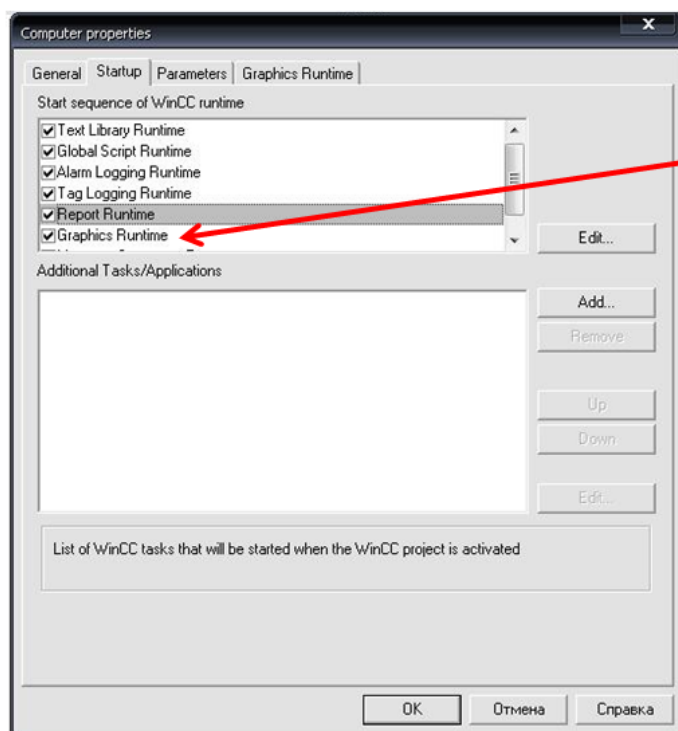 Computer properties
General Startup Parameters Graphics Runtime
Start sequence of WinCC runtime
Text Library Runtime
Global Script Runtime
Alarm Logging Runtime
Tag Logging Runtime
Report Runtime
Graphics Runtime
Edit...
Additional Tasks/Applications
Add...
Remove
Up
Down
Edit...
List of WinCC tasks that will be started when the WinCC project is activated
OK Отмена Справка